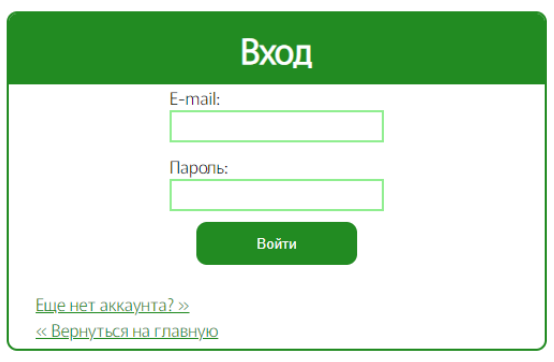 Вход
E-mail:
Пароль:
Войти
Еще нет аккаунта? »
« Вернуться на главную